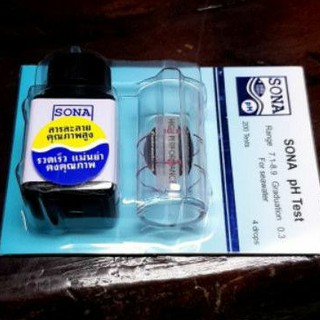 SONA
สารละลาย
คุณภาพสูง
รวดเร็ว แม่นยำ
คงคุณภาพ
SONA
pH
SONA pH Test
Range 7.1-8.9 Graduation 0.3
For seawater
200 Tests
4 drops